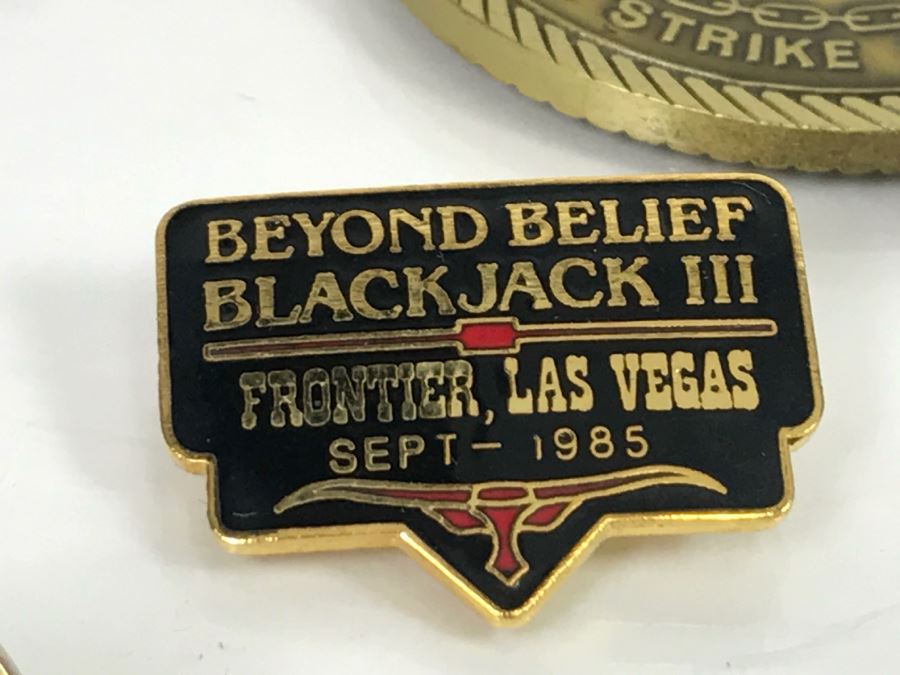 STRIKE
BEYOND BELIEF
BLACKJACK III
FRONTIER, LAS VEGAS
SEPT- 1985